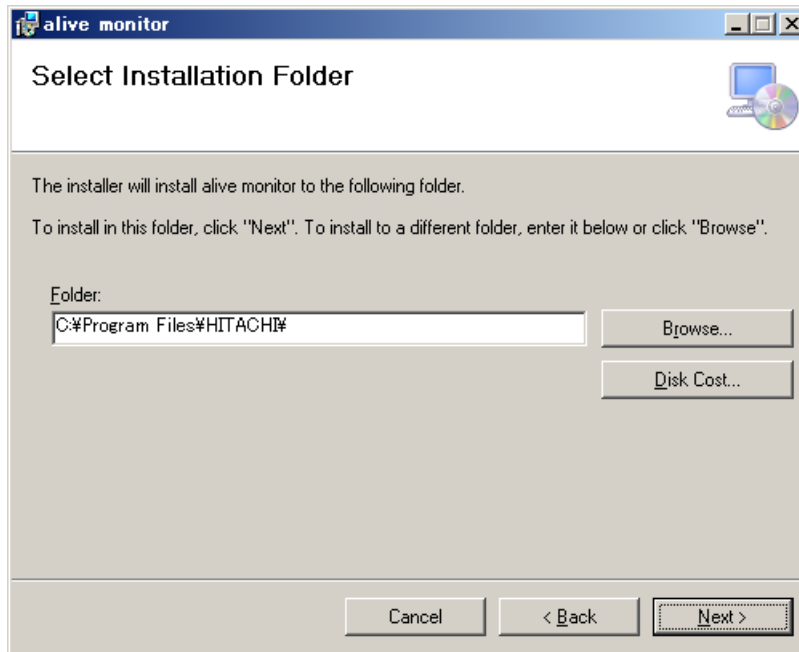 alive monitor
Select Installation Folder
The installer will install alive monitor to the following folder.
To install in this folder, click "Next". To install to a different folder, enter it below or click "Browse".
Folder:
C:¥Program Files¥HITACHI¥
Browse...
Disk Cost...
Cancel
< Back
Next >